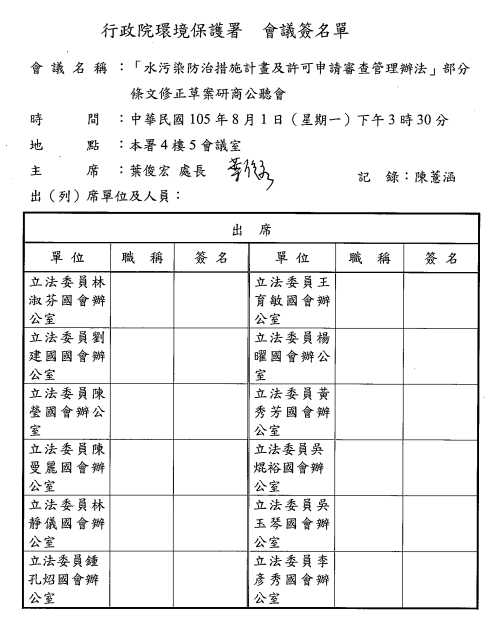 行政院環境保護署　會議簽名單
會議名稱：「水污染防治措施計畫及許可申請審查管理辦法」部分
條文修正草案研商公聽會
時　間：中華民國 105 年 8 月 1 日（星期一）下午 3 時 30 分
地　點：本署 4 樓 5 會議室
主　席：葉俊宏 處長
記　錄：陳薏涵
出（列）席單位及人員：
出　席
單 位　職　稱　簽 名　單 位　職　稱　簽 名
立法委員林　立法委員王
淑芬國會辦　育敏國會辦
公室　公室
立法委員劉　立法委員楊
建國國會辦　曜國會辦公
公室　室
立法委員陳　立法委員黃
瑩國會辦公　秀芳國會辦
室　公室
立法委員陳　立法委員吳
曼麗國會辦　焜裕國會辦
公室　公室
立法委員林　立法委員吳
靜儀國會辦　玉琴國會辦
公室　公室
立法委員鍾　立法委員李
孔炤國會辦　彥秀國會辦
公室　公室